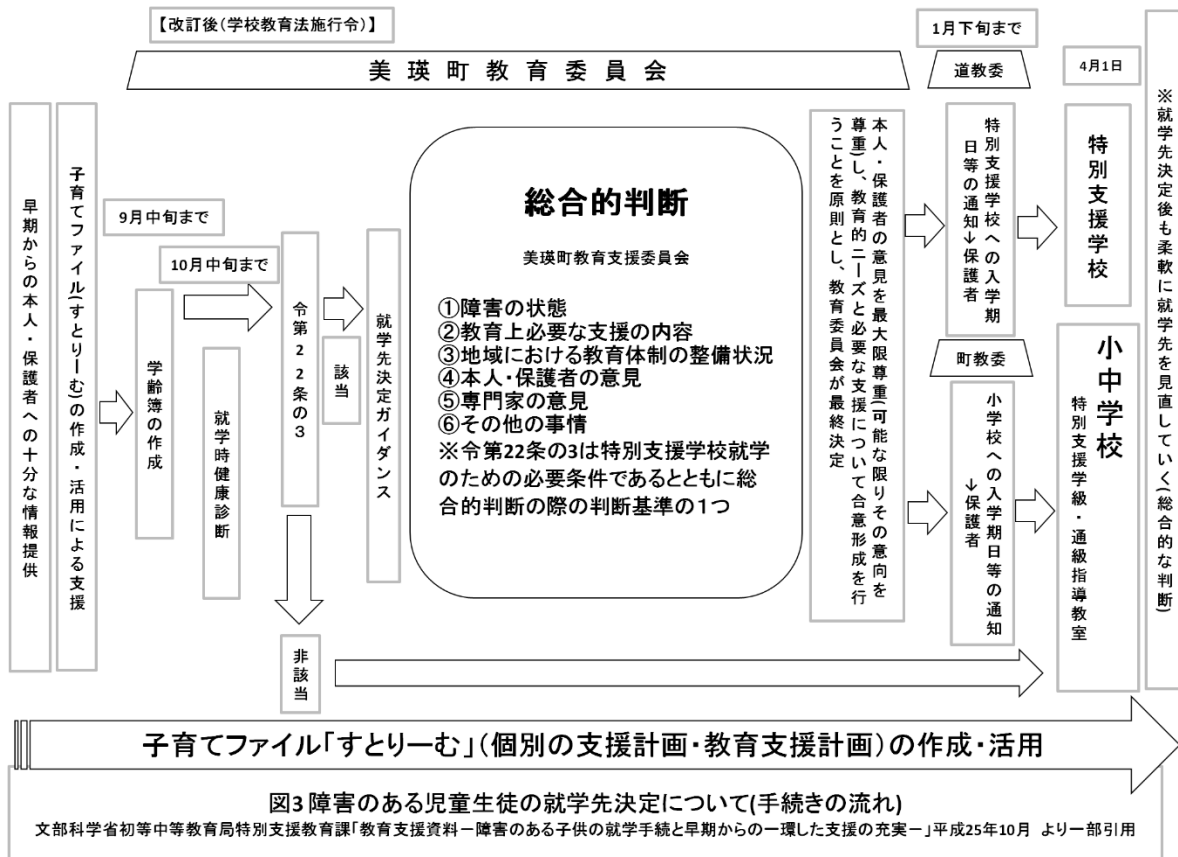 【改訂後(学校教育法施行令)】
1月下旬まで
美瑛町教育委員会
道教委
4月1日
早期からの本人・保護者への十分な情報提供
子育てファイル(すとりーむ)の作成・活用による支援
9月中旬まで
10月中旬まで
学齢簿の作成
就学時健康診断
令第22条の3
該当
非該当
就学先決定ガイダンス
総合的判断
美瑛町教育支援委員会
①障害の状態
②教育上必要な支援の内容
③地域における教育体制の整備状況
④本人・保護者の意見
⑤専門家の意見
⑥その他の事情
※令第22条の3は特別支援学校就学
のための必要条件であるとともに総
合的判断の際の判断基準の1つ
本人・保護者の意見を最大限尊重(可能な限りその意向を
尊重)し、教育的ニーズと必要な支援について合意形成を行
うことを原則とし、教育委員会が最終決定
特別支援学校への入学期
日等の通知↓保護者
町教委
小学校への入学期日等の通知
↓保護者
特別支援学校
小中学校
特別支援学級・通級指導教室
※就学先決定後も柔軟に就学先を見直していく(総合的な判断)
子育てファイル「すとりーむ」(個別の支援計画・教育支援計画)の作成・活用
図3 障害のある児童生徒の就学先決定について(手続きの流れ)
文部科学省初等中等教育局特別支援教育課「教育支援資料－障害のある子供の就学手続と早期からの一環した支援の充実－」平成25年10月 より一部引用